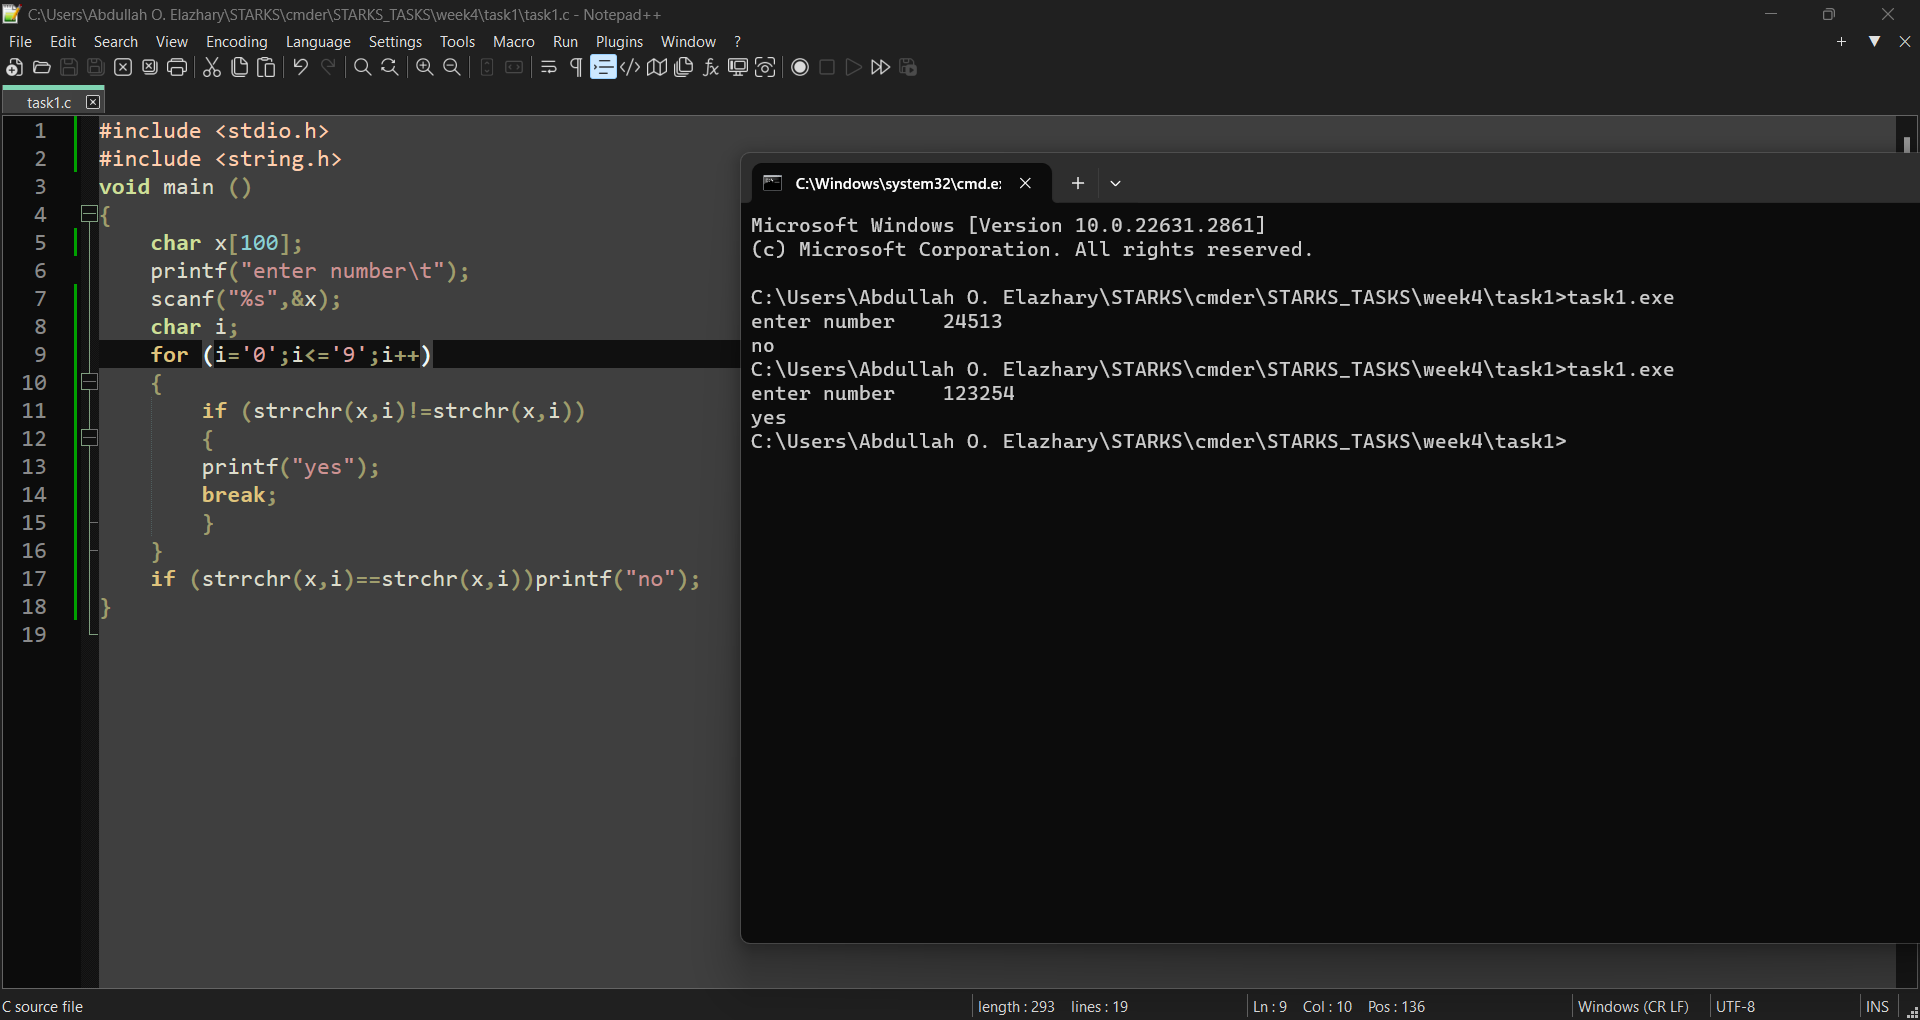 C:\Users\Abdullah O. Elazhary\STARKS\cmder\STARKS_TASKS\week4\task1\task1.c - Notepad++
File Edit Search View Encoding Language Settings Tools Macro Run Plugins Window ?
task1.c
1 #include <stdio.h>
2 #include <string.h>
3 void main ()
4 {
5 char x[100];
6 printf("enter number\t");
7 scanf("%s",&x);
8 char i;
9 for (i='0';i<='9';i++)
10 {
11 if (strrchr(x,i)!=strchr(x,i))
12 {
13 printf("yes");
14 break;
15 }
16 }
17 if (strrchr(x,i)==strchr(x,i))printf("no");
18 }
19
C:\Windows\system32\cmd.e:
Microsoft Windows [Version 10.0.22631.2861]
(c) Microsoft Corporation. All rights reserved.
C:\Users\Abdullah O. Elazhary\STARKS\cmder\STARKS_TASKS\week4\task1>task1.exe
enter number 24513
no
C:\Users\Abdullah O. Elazhary\STARKS\cmder\STARKS_TASKS\week4\task1>task1.exe
enter number 123254
yes
C:\Users\Abdullah O. Elazhary\STARKS\cmder\STARKS_TASKS\week4\task1>
C source file length : 293 lines : 19 Ln : 9 Col : 10 Pos : 136 Windows (CR LF) UTF-8 INS